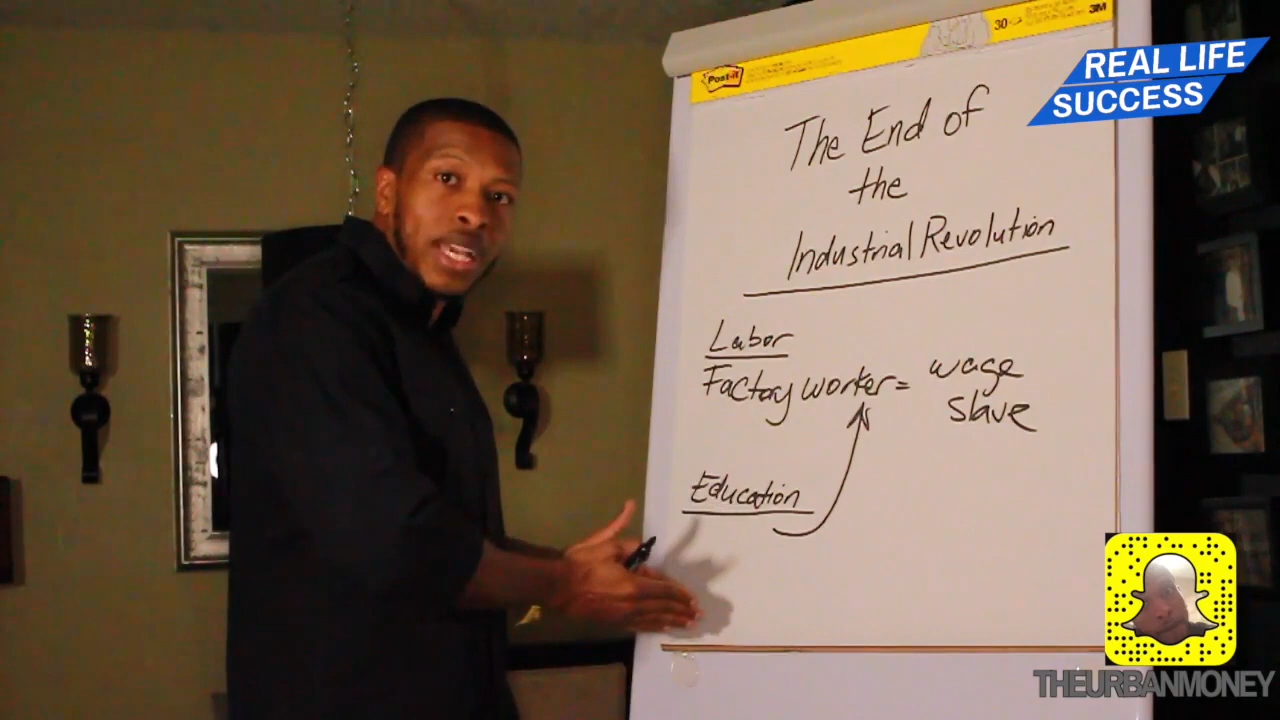 Post-it
30
3M
REAL LIFE
SUCCESS
The End of
the
Industrial Revolution
Labor
Factory worker = wage
slave
Education
THEURBANMONEY